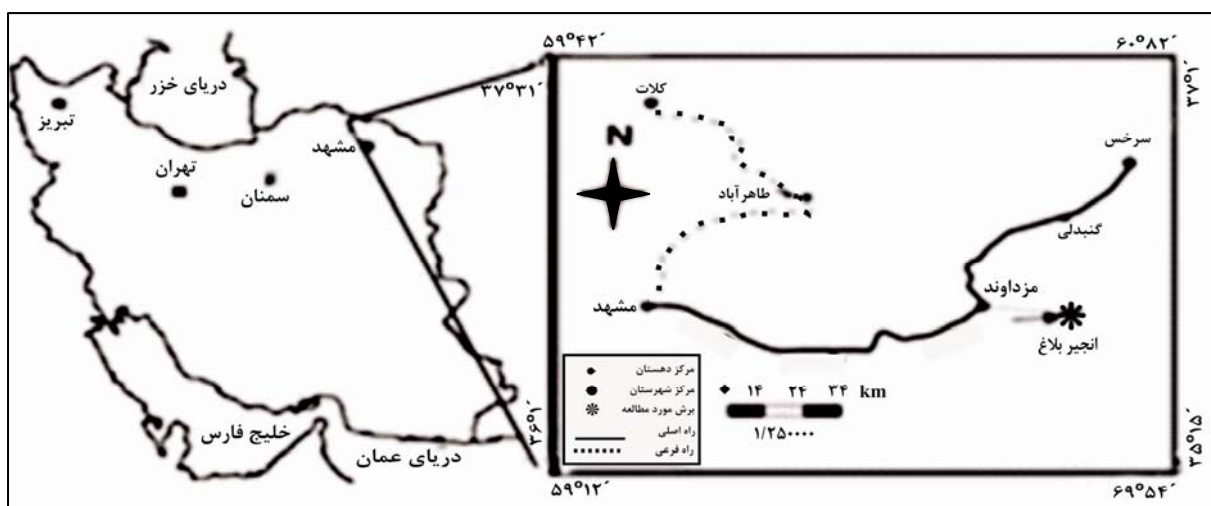 دریای خزر
تبریز
تهران
سمنان
مشهد
خلیج فارس
دریای عمان
۵۹°۴۲´
۶۰°۸۲´
۳۷°۳۱´
۳۷°۱´
کلات
N
سرخس
طاهرآباد
گنبدلی
مزداوند
مشهد
انجیر بلاغ
مرکز دهستان
مرکز شهرستان
برش مورد مطالعه
راه اصلی
راه فرعی
۱۴ ۲۴ ۳۴ km
۱/۲۵۰۰۰۰
۳۶°۱´
۳۵°۱۵´
۵۹°۱۲´
۶۹°۵۴´